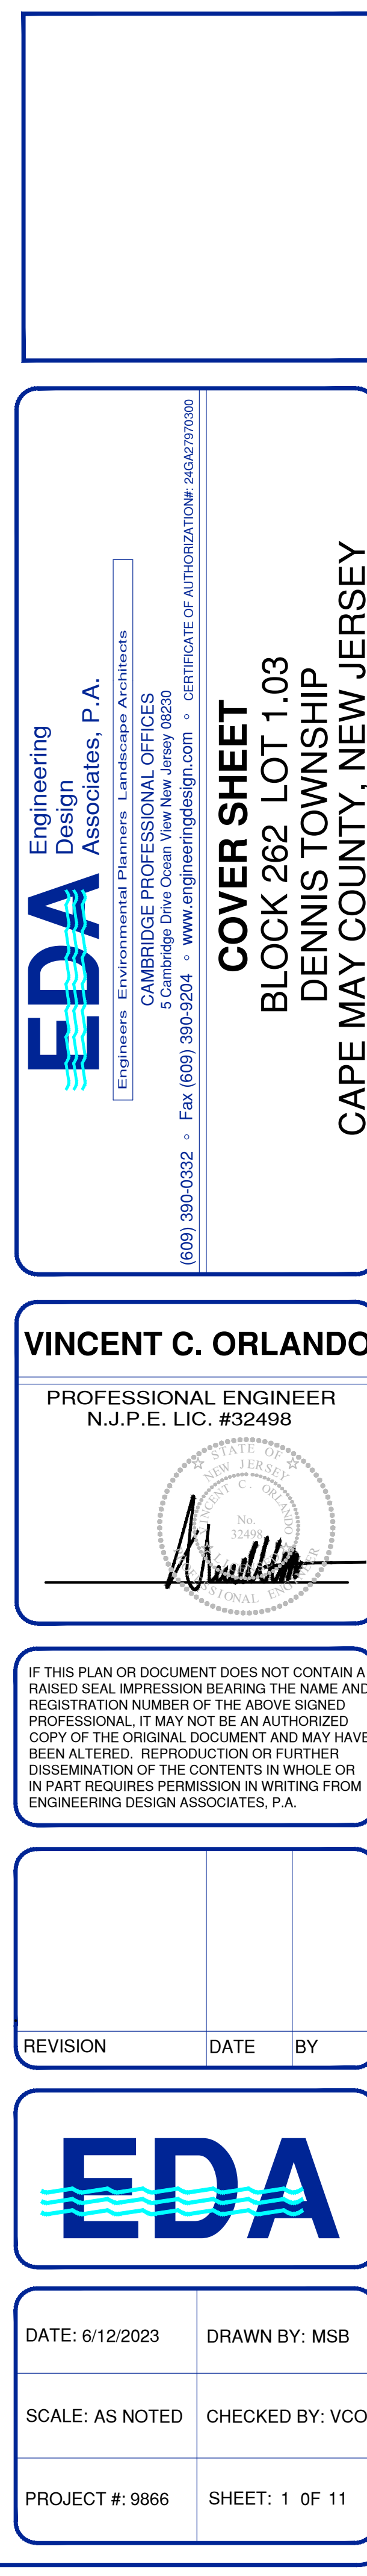 EDA
Engineering
Design
Associates, P.A.
Engineers Environmental Planners Landscape Architects
CAMBRIDGE PROFESSIONAL OFFICES
5 Cambridge Drive Ocean View New Jersey 08230
(609) 390-0332 ◦ Fax (609) 390-9204 ◦ www.engineeringdesign.com ◦ CERTIFICATE OF AUTHORIZATION#: 24GA27970300
COVER SHEET
BLOCK 262 LOT 1.03
DENNIS TOWNSHIP
CAPE MAY COUNTY, NEW JERSEY
VINCENT C. ORLANDO
PROFESSIONAL ENGINEER
N.J.P.E. LIC. #32498
STATE OF
NEW JERSEY
VINCENT C. ORLANDO
No.
32498
PROFESSIONAL ENGINEER
IF THIS PLAN OR DOCUMENT DOES NOT CONTAIN A
RAISED SEAL IMPRESSION BEARING THE NAME AND
REGISTRATION NUMBER OF THE ABOVE SIGNED
PROFESSIONAL, IT MAY NOT BE AN AUTHORIZED
COPY OF THE ORIGINAL DOCUMENT AND MAY HAVE
BEEN ALTERED. REPRODUCTION OR FURTHER
DISSEMINATION OF THE CONTENTS IN WHOLE OR
IN PART REQUIRES PERMISSION IN WRITING FROM
ENGINEERING DESIGN ASSOCIATES, P.A.
REVISION DATE BY
EDA
DATE: 6/12/2023 DRAWN BY: MSB
SCALE: AS NOTED CHECKED BY: VCO
PROJECT #: 9866 SHEET: 1 0F 11